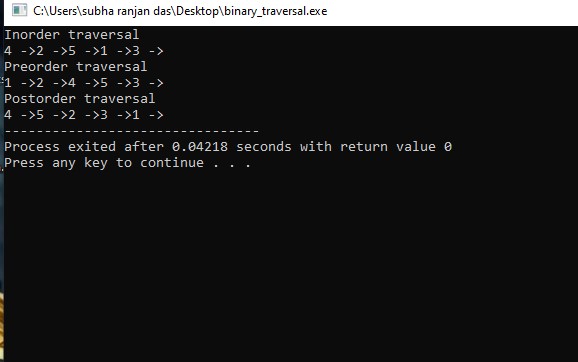 C:\Users\subha ranjan das\Desktop\binary_traversal.exe
Inorder traversal
4 ->2 ->5 ->1 ->3 ->
Preorder traversal
1 ->2 ->4 ->5 ->3 ->
Postorder traversal
4 ->5 ->2 ->3 ->1 ->
--------------------------------
Process exited after 0.04218 seconds with return value 0
Press any key to continue . . .